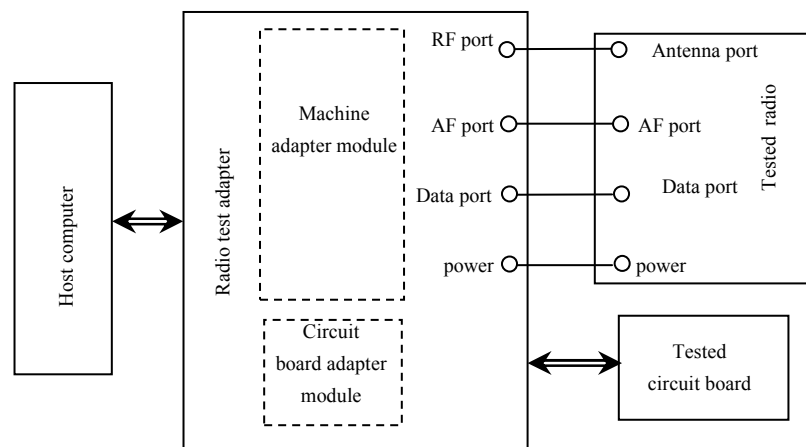 Host computer
Radio test adapter
Machine
adapter module
Circuit
board adapter
module
RF port
AF port
Data port
power
Antenna port
AF port
Data port
power
Tested radio
Tested
circuit board